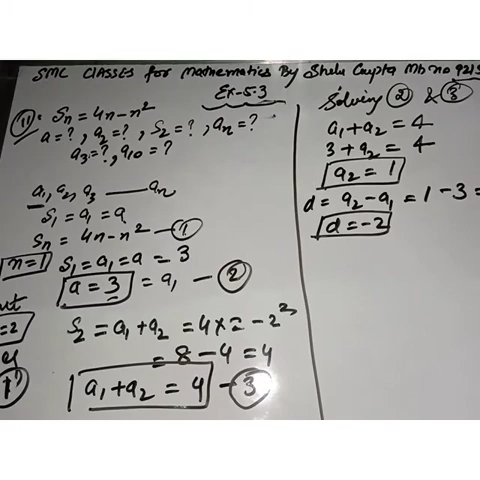 SMC CLASSES for Mathematics By Shelu Gupta Mb no 9213
Ex-5.3
(11) Sn = 4n - n²
a = ?, a₂ = ?, S₂ = ?, an = ?
a₃ = ?, a₁₀ = ?
a₁, a₂, a₃ —— an
S₁ = a₁ = a
Sn = 4n - n² — (1)
n = 1 S₁ = a₁ = a = 3
a = 3 = a₁ — (2)
S₂ = a₁ + a₂ = 4 × 2 - 2²
= 2
= 8 - 4 = 4
a₁ + a₂ = 4 — (3)
Solving (2) & (3)
a₁ + a₂ = 4
3 + a₂ = 4
a₂ = 1
d = a₂ - a₁ = 1 - 3 =
d = -2